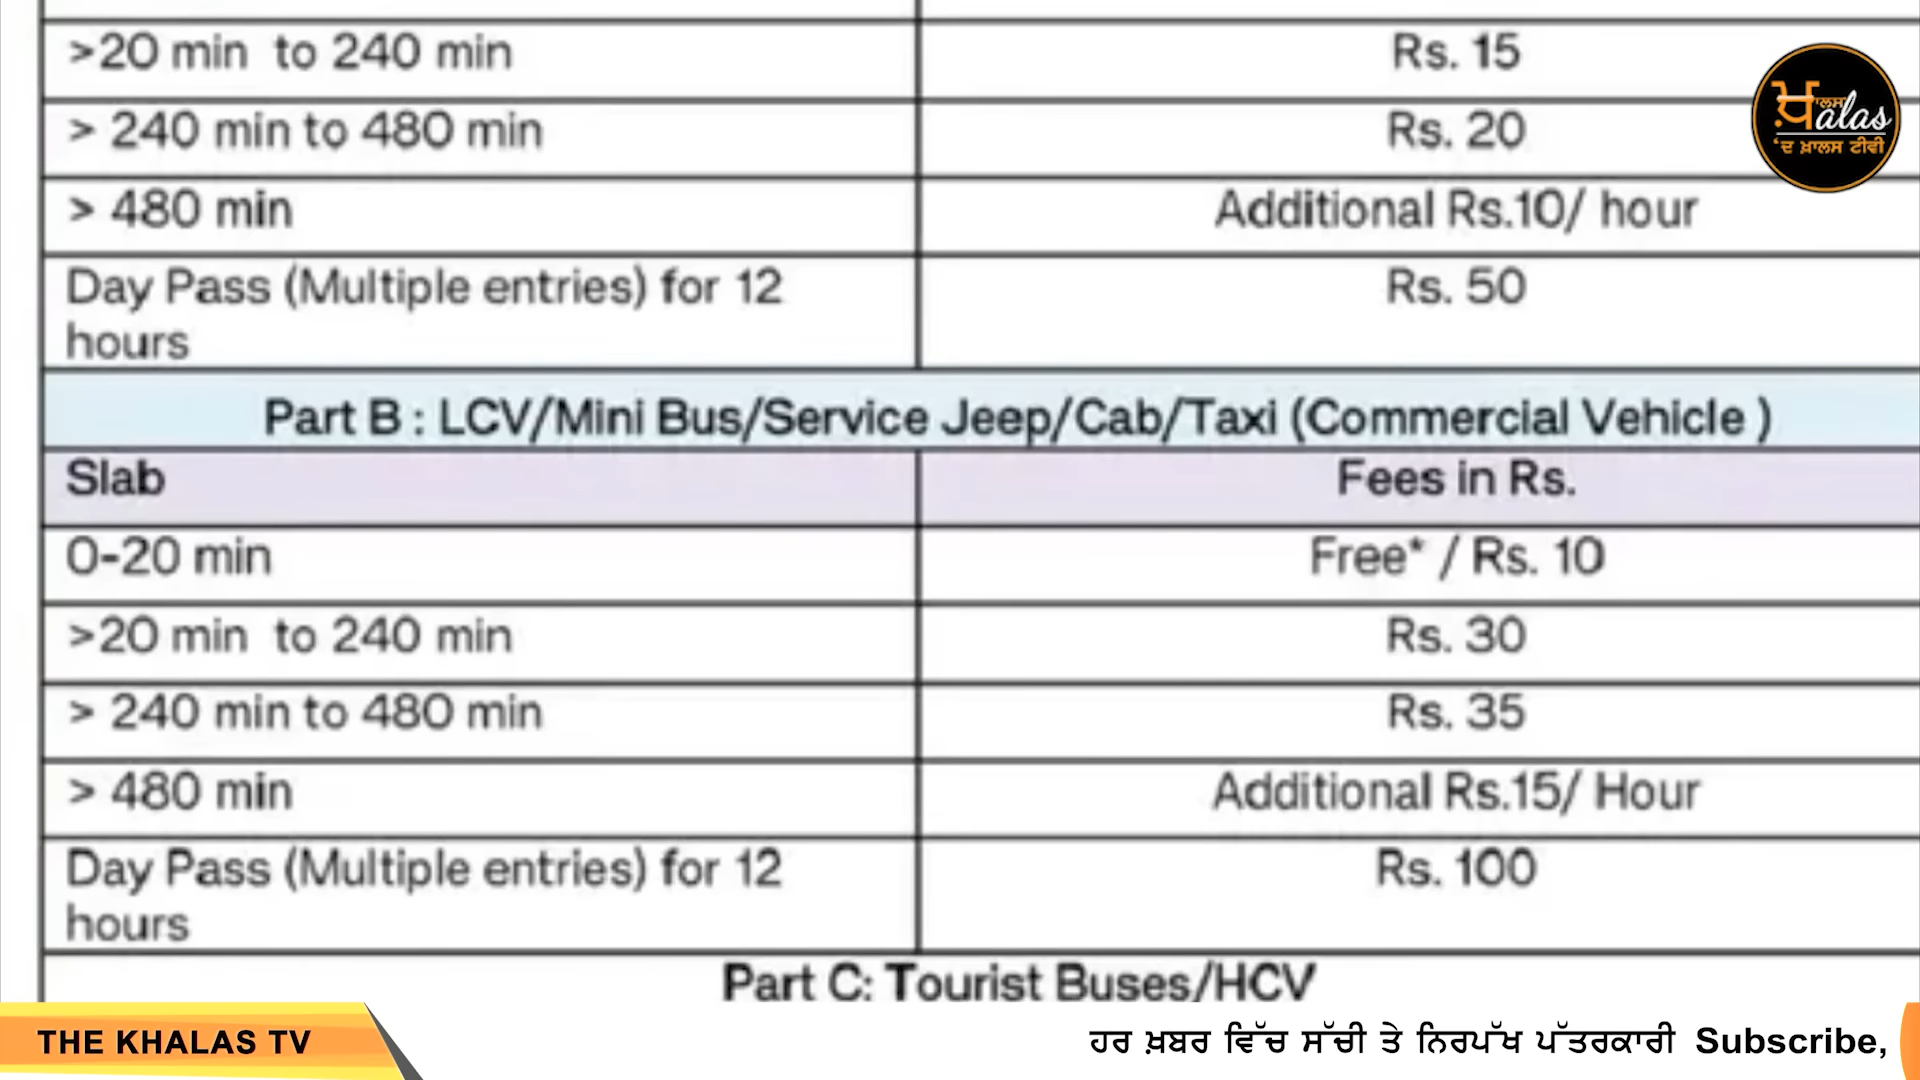 >20 min to 240 min Rs. 15
> 240 min to 480 min Rs. 20
> 480 min Additional Rs.10/ hour
Day Pass (Multiple entries) for 12 Rs. 50
hours
Part B : LCV/Mini Bus/Service Jeep/Cab/Taxi (Commercial Vehicle )
Slab Fees in Rs.
0-20 min Free* / Rs. 10
>20 min to 240 min Rs. 30
> 240 min to 480 min Rs. 35
> 480 min Additional Rs.15/ Hour
Day Pass (Multiple entries) for 12 Rs. 100
hours
Part C: Tourist Buses/HCV
ਖ਼ਾਲਸ alas
'ਦ ਖ਼ਾਲਸ ਟੀਵੀ
THE KHALAS TV
ਹਰ ਖ਼ਬਰ ਵਿੱਚ ਸੱਚੀ ਤੇ ਨਿਰਪੱਖ ਪੱਤਰਕਾਰੀ Subscribe,